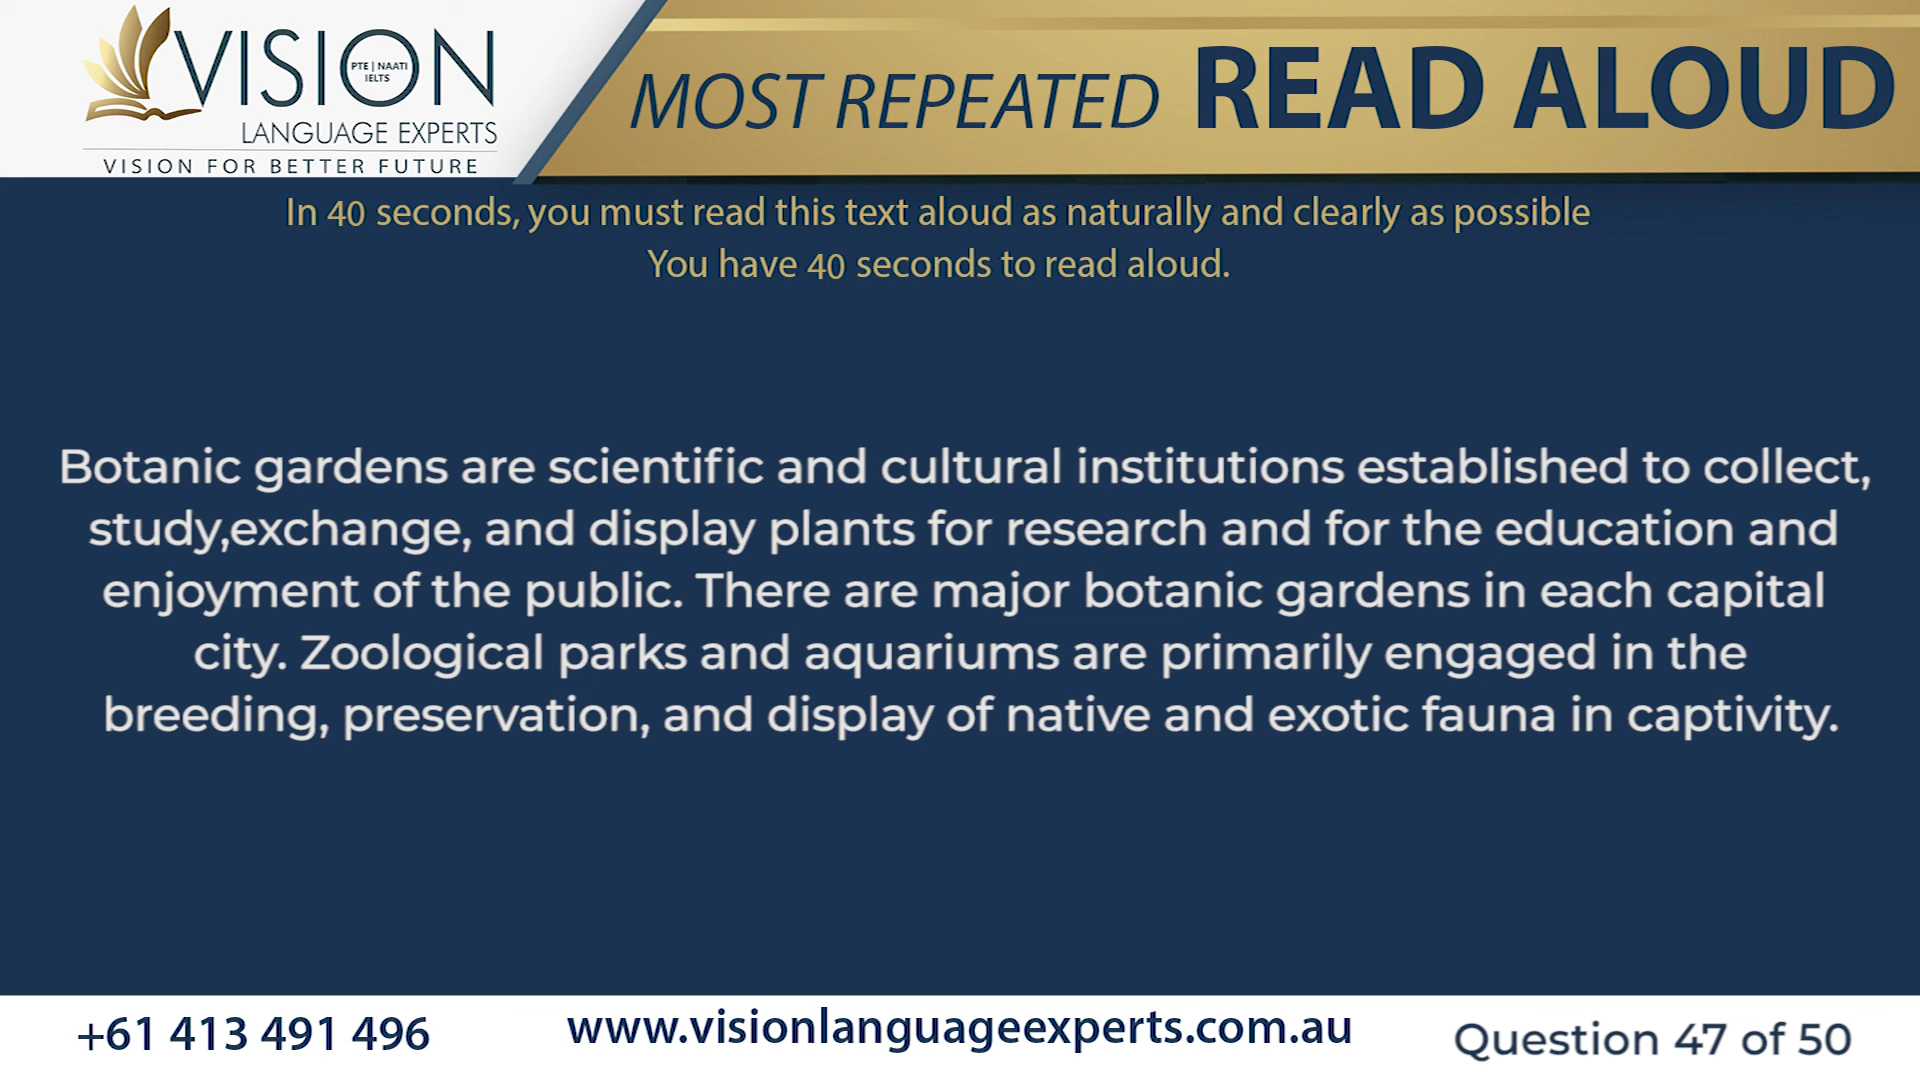 VISION
PTE | NAATI
IELTS
LANGUAGE EXPERTS
VISION FOR BETTER FUTURE
MOST REPEATED READ ALOUD
In 40 seconds, you must read this text aloud as naturally and clearly as possible
You have 40 seconds to read aloud.
Botanic gardens are scientific and cultural institutions established to collect,
study,exchange, and display plants for research and for the education and
enjoyment of the public. There are major botanic gardens in each capital
city. Zoological parks and aquariums are primarily engaged in the
breeding, preservation, and display of native and exotic fauna in captivity.
+61 413 491 496
www.visionlanguageexperts.com.au
Question 47 of 50